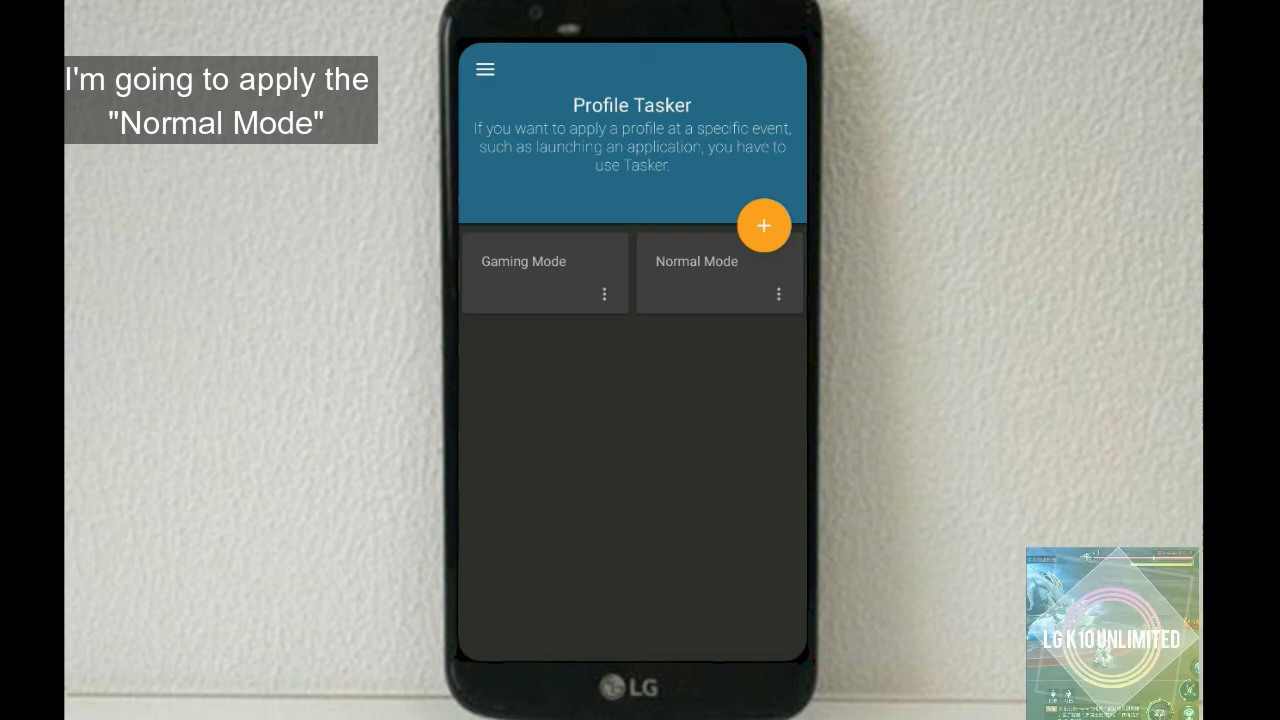 I'm going to apply the
"Normal Mode"
Profile Tasker
If you want to apply a profile at a specific event,
such as launching an application, you have to
use Tasker.
Gaming Mode
Normal Mode
LG
LG K10 UNLIMITED